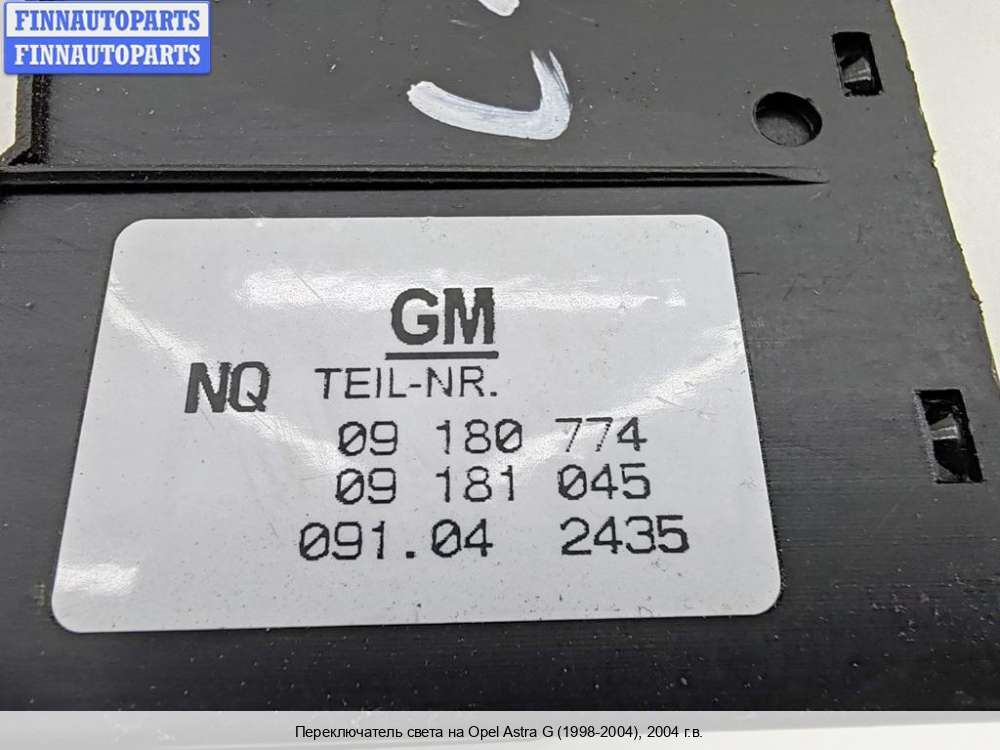 FINNAUTOPARTS
FINNAUTOPARTS
GM
NQ TEIL-NR.
09 180 774
09 181 045
091.04 2435
Переключатель света на Opel Astra G (1998-2004), 2004 г.в.